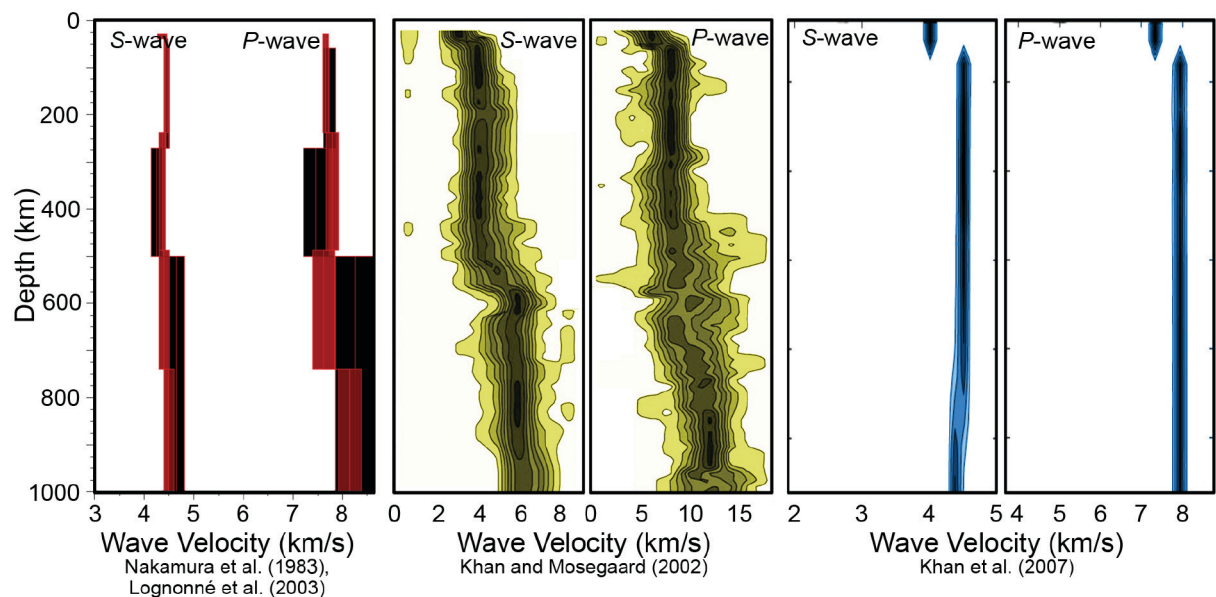 0
200
400
600
800
1000
Depth (km)
S-wave
P-wave
S-wave
P-wave
S-wave
P-wave
3 4 5 6 7 8
0 2 4 6 8
0 5 10 15
2 3 4 5
4 5 6 7 8
Wave Velocity (km/s)
Wave Velocity (km/s)
Wave Velocity (km/s)
Nakamura et al. (1983),
Lognonné et al. (2003)
Khan and Mosegaard (2002)
Khan et al. (2007)